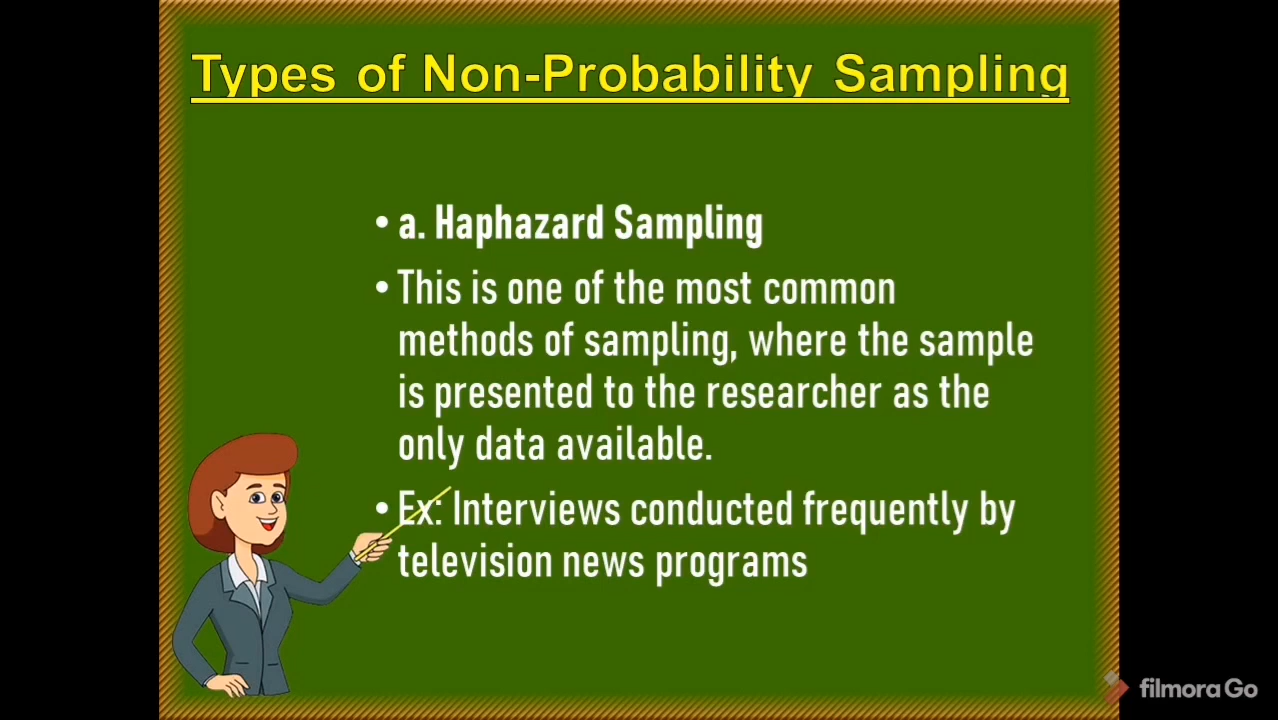 Types of Non-Probability Sampling
• a. Haphazard Sampling
• This is one of the most common
methods of sampling, where the sample
is presented to the researcher as the
only data available.
• Ex: Interviews conducted frequently by
television news programs
filmoraGo